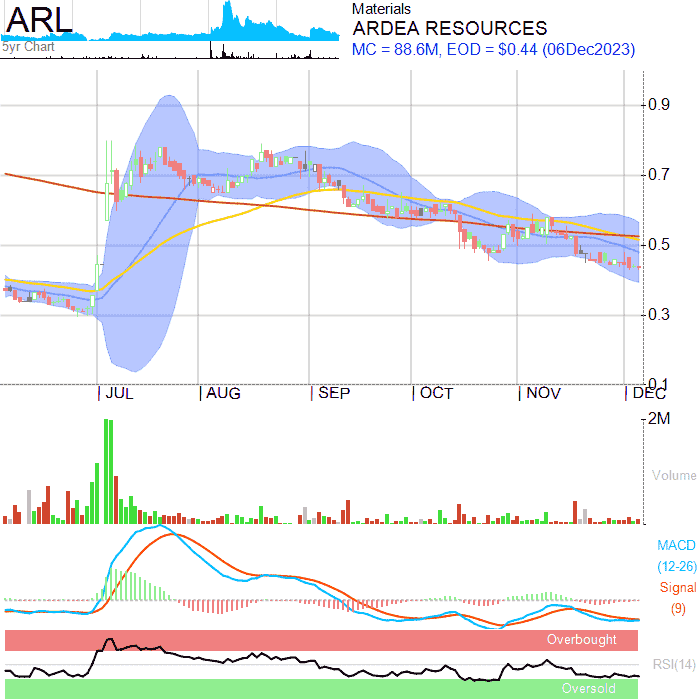 ARL
5yr Chart
Materials
ARDEA RESOURCES
MC = 88.6M, EOD = $0.44 (06Dec2023)
0.9
0.7
0.5
0.3
0.1
JUL
AUG
SEP
OCT
NOV
DEC
2M
Volume
MACD
(12-26)
Signal
(9)
Overbought
RSI(14)
Oversold